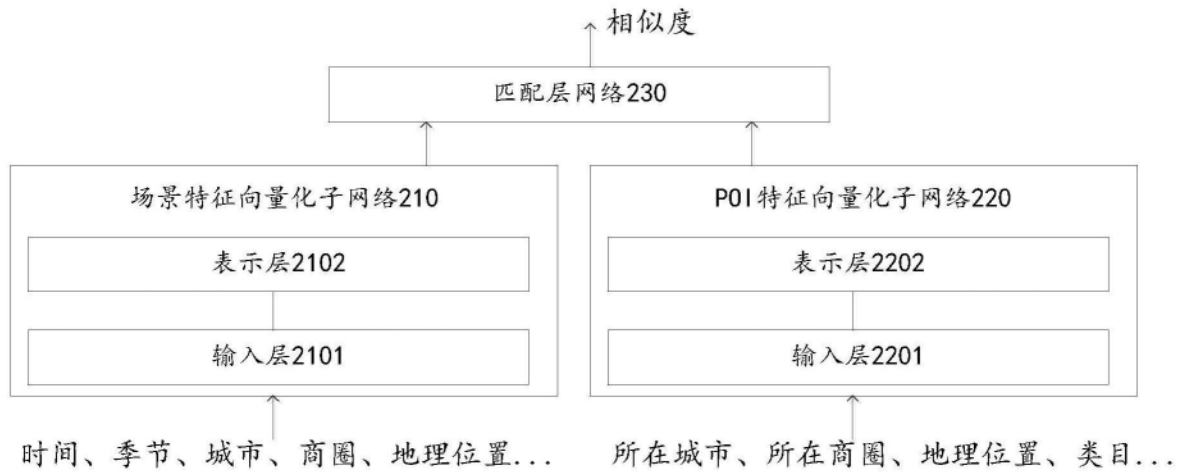 相似度
匹配层网络230
场景特征向量化子网络210
表示层2102
输入层2101
时间、季节、城市、商圈、地理位置...
POI特征向量化子网络220
表示层2202
输入层2201
所在城市、所在商圈、地理位置、类目...